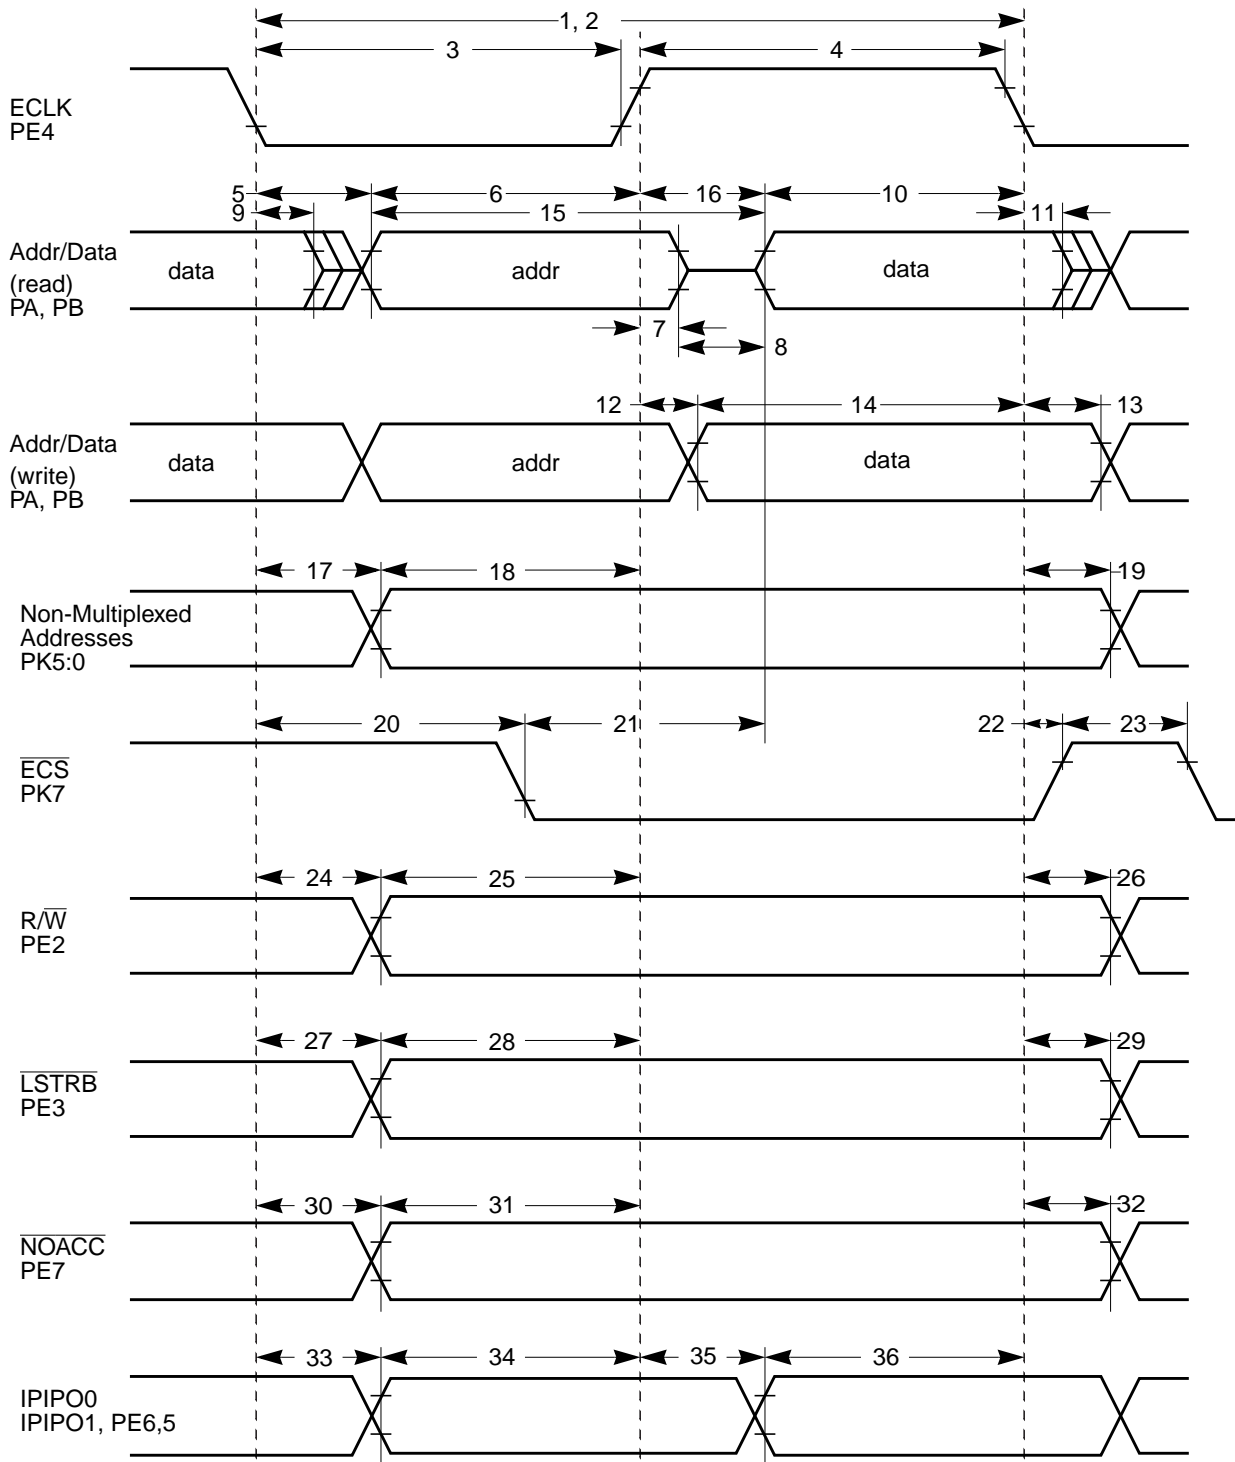 1, 2
3
4
ECLK
PE4
5
6
16
10
9
15
11
Addr/Data
(read)
PA, PB
data
addr
data
7
8
12
14
13
Addr/Data
(write)
PA, PB
data
addr
data
17
18
19
Non-Multiplexed
Addresses
PK5:0
20
21
22
23
ECS
PK7
24
25
26
R/W
PE2
27
28
29
LSTRB
PE3
30
31
32
NOACC
PE7
33
34
35
36
IPIPO0
IPIPO1, PE6,5